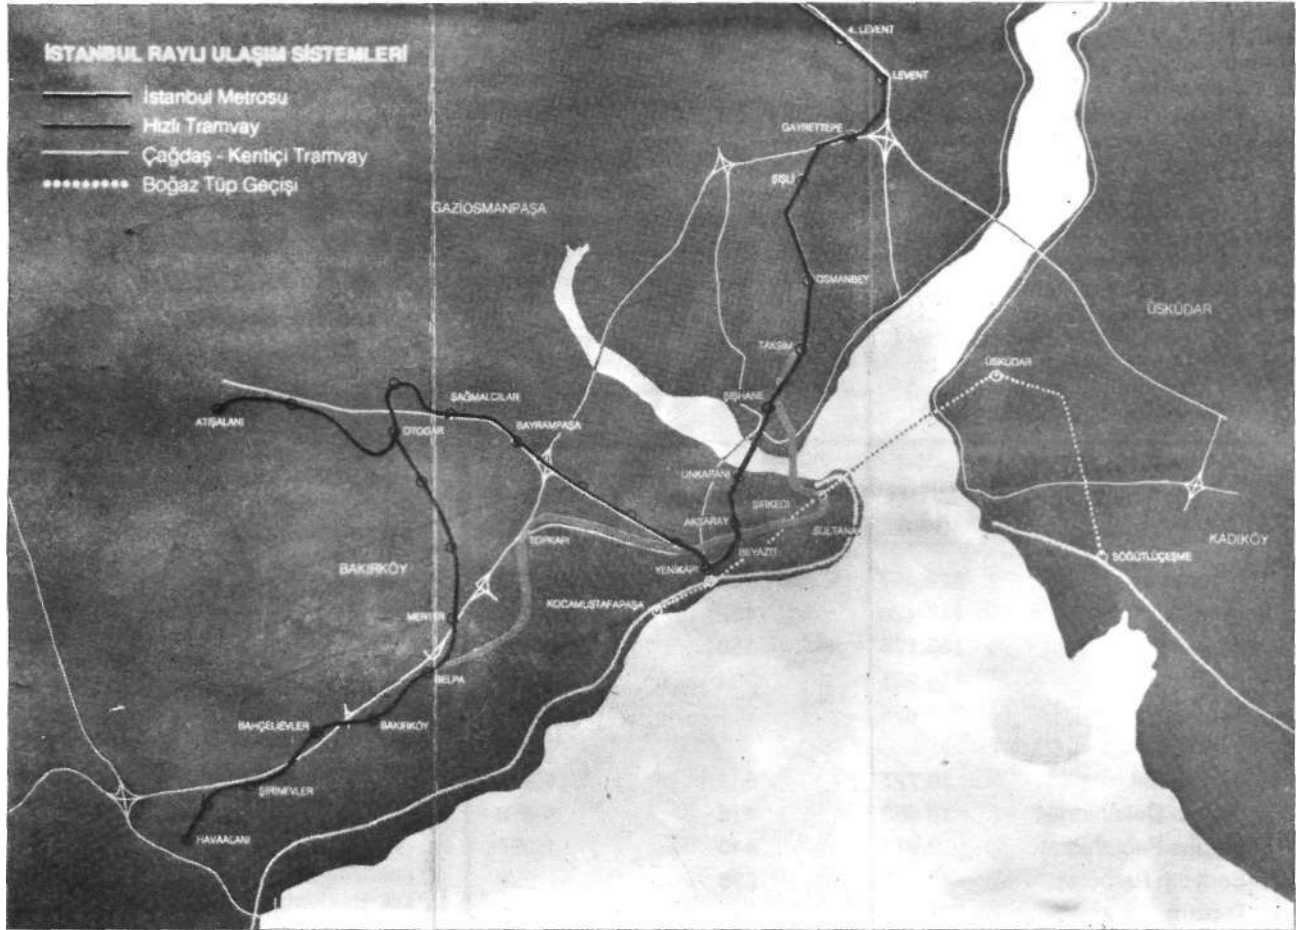 İSTANBUL RAYLI ULAŞIM SİSTEMLERİ
İstanbul Metrosu
Hızlı Tramvay
Çağdaş - Kentiçi Tramvay
Boğaz Tüp Geçişi
4. LEVENT
LEVENT
GAYRETTEPE
ŞİŞLİ
GAZİOSMANPAŞA
OSMANBEY
ÜSKÜDAR
TAKSİM
ÜSKÜDAR
ŞİŞHANE
SAĞMALCILAR
ATIŞALANI
OTOGAR
BAYRAMPAŞA
UNKAPANI
SİRKECİ
AKSARAY
SULTANA
TOPKAPI
BEYAZIT
KADIKÖY
SÖĞÜTLÜÇEŞME
BAKIRKÖY
YENİKAPI
KOCAMUSTAFAPAŞA
MERTER
BELPA
BAHÇELİEVLER
BAKIRKÖY
ŞİRİNEVLER
HAVAALANI